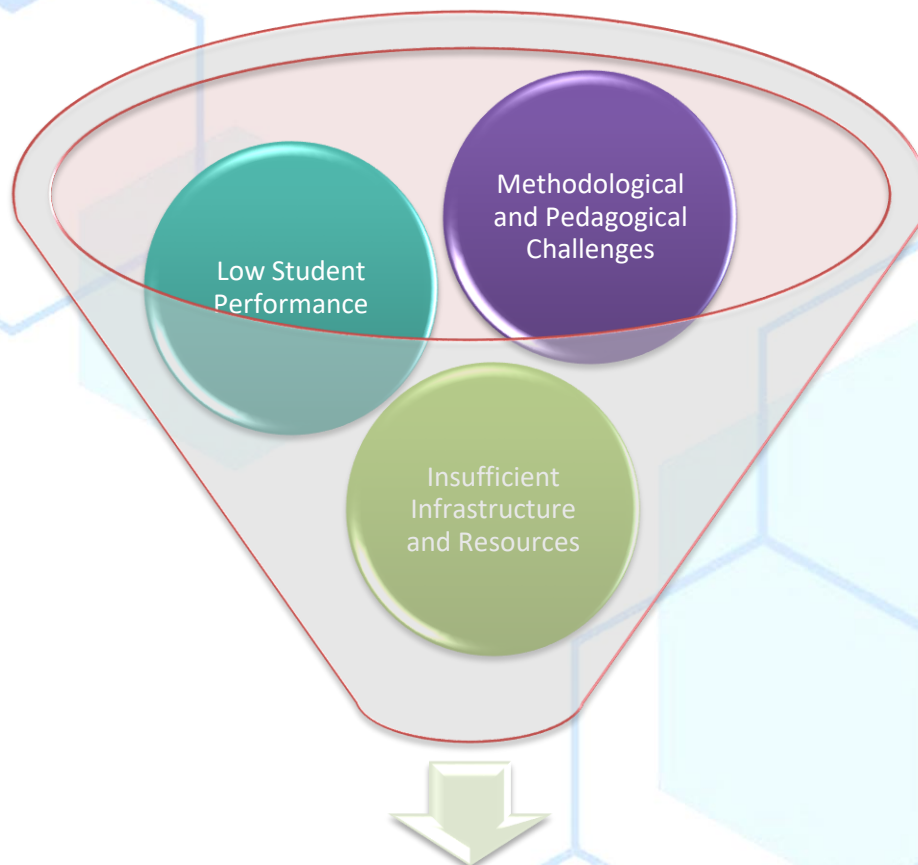 Methodological
and Pedagogical
Challenges
Low Student
Performance
Insufficient
Infrastructure
and Resources